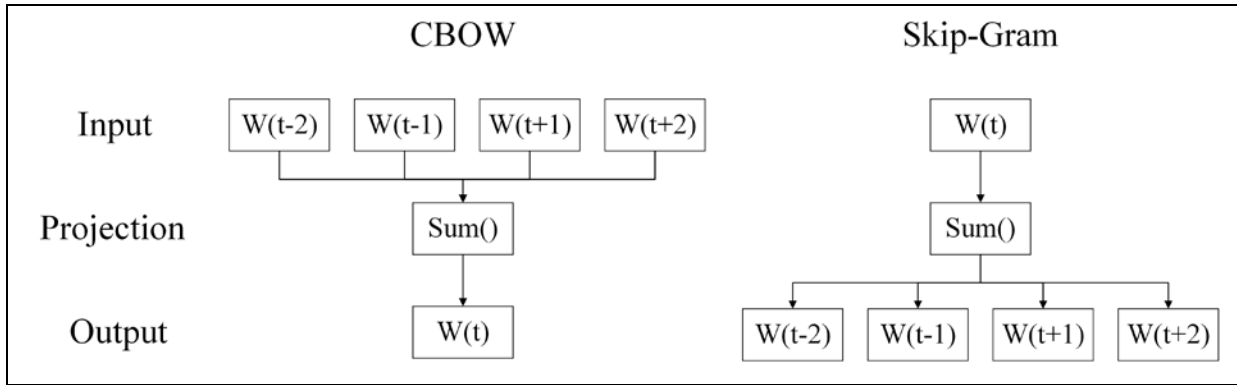 CBOW Skip-Gram
Input W(t-2) W(t-1) W(t+1) W(t+2) W(t)
Projection Sum() Sum()
Output W(t) W(t-2) W(t-1) W(t+1) W(t+2)